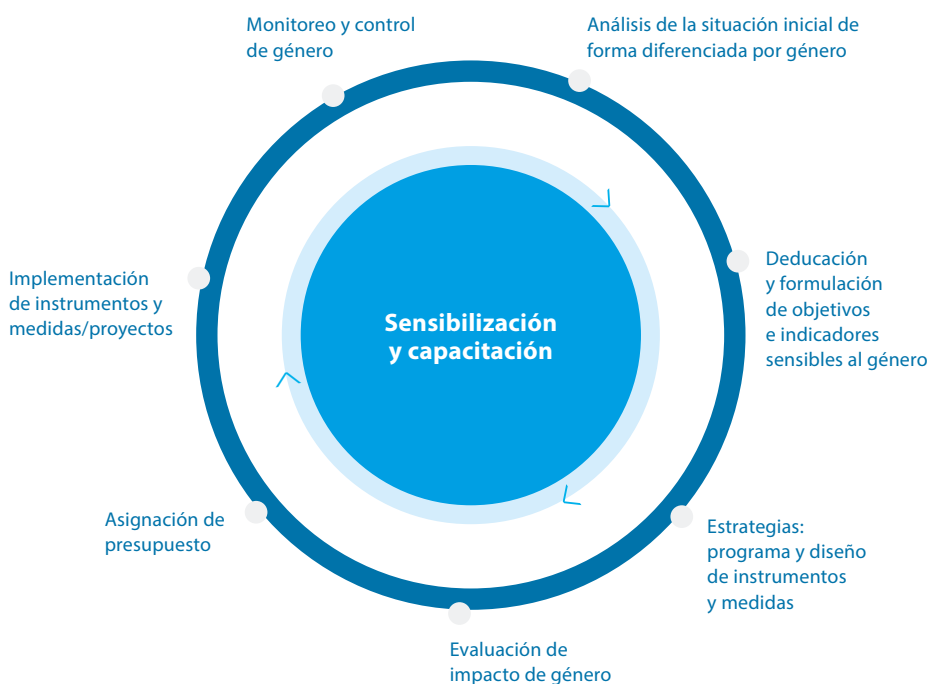 Monitoreo y control
de género
Análisis de la situación inicial de
forma diferenciada por género
Deducación
y formulación
de objetivos
e indicadores
sensibles al género
Estrategias:
programa y diseño
de instrumentos
y medidas
Evaluación de
impacto de género
Asignación de
presupuesto
Implementación
de instrumentos y
medidas/proyectos
Sensibilización
y capacitación